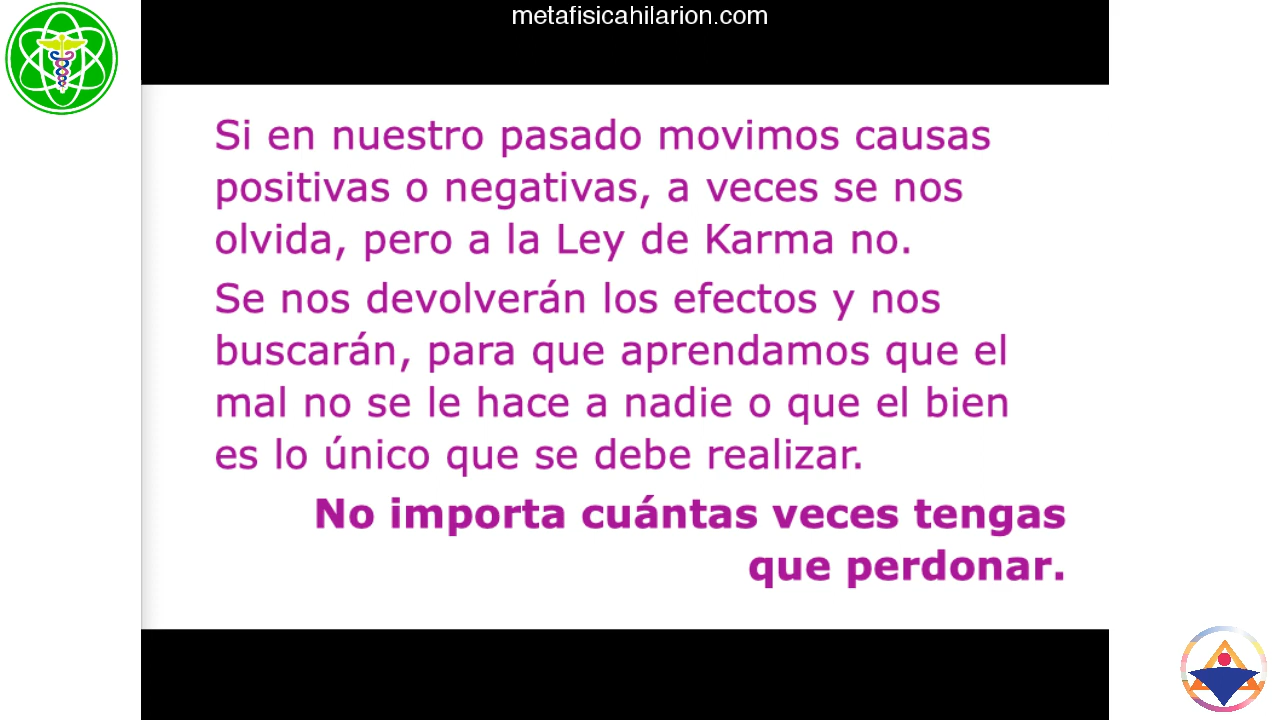 metafisicahilarion.com
Si en nuestro pasado movimos causas
positivas o negativas, a veces se nos
olvida, pero a la Ley de Karma no.
Se nos devolverán los efectos y nos
buscarán, para que aprendamos que el
mal no se le hace a nadie o que el bien
es lo único que se debe realizar.
No importa cuántas veces tengas
que perdonar.